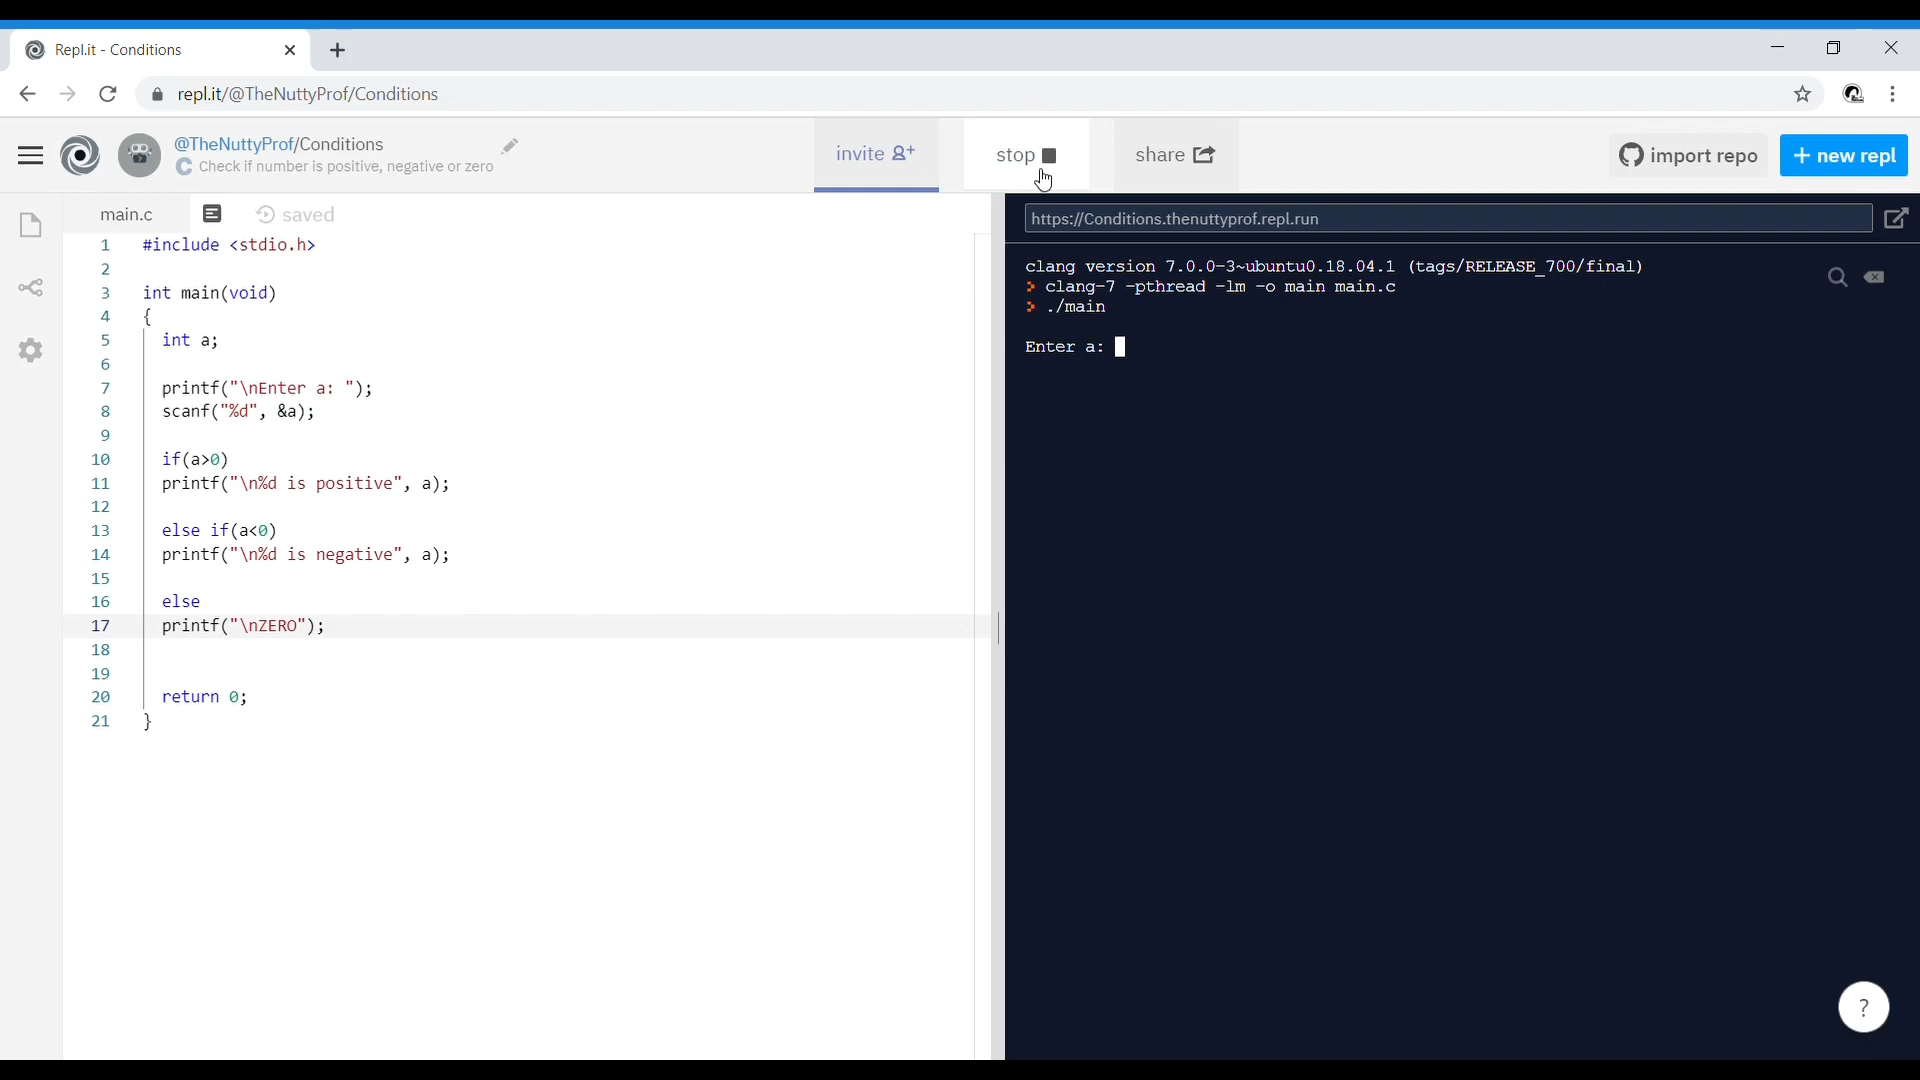 Repl.it - Conditions
repl.it/@TheNuttyProf/Conditions
@TheNuttyProf/Conditions
Check if number is positive, negative or zero
invite
stop
share
import repo
+ new repl
main.c
saved
https://Conditions.thenuttyprof.repl.run
1 #include <stdio.h>
2
3 int main(void)
4 {
5 int a;
6
7 printf("\nEnter a: ");
8 scanf("%d", &a);
9
10 if(a>0)
11 printf("\n%d is positive", a);
12
13 else if(a<0)
14 printf("\n%d is negative", a);
15
16 else
17 printf("\nZERO");
18
19
20 return 0;
21 }
clang version 7.0.0-3~ubuntu0.18.04.1 (tags/RELEASE_700/final)
> clang-7 -pthread -lm -o main main.c
> ./main
Enter a:
?